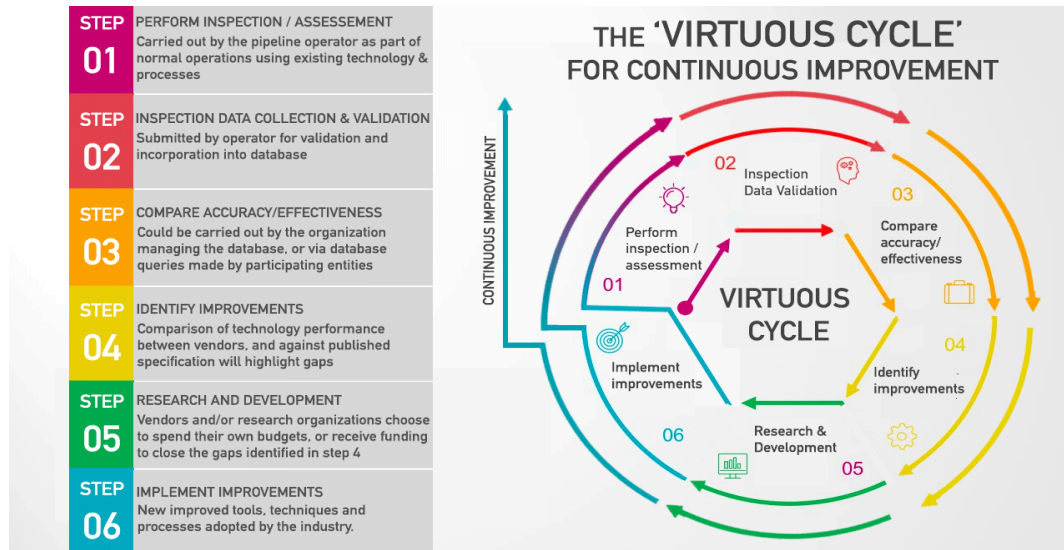 STEP
01
PERFORM INSPECTION / ASSESSEMENT
Carried out by the pipeline operator as part of
normal operations using existing technology &
processes
STEP
02
INSPECTION DATA COLLECTION & VALIDATION
Submitted by operator for validation and
incorporation into database
STEP
03
COMPARE ACCURACY/EFFECTIVENESS
Could be carried out by the organization
managing the database, or via database
queries made by participating entities
STEP
04
IDENTIFY IMPROVEMENTS
Comparison of technology performance
between vendors, and against published
specification will highlight gaps
STEP
05
RESEARCH AND DEVELOPMENT
Vendors and/or research organizations choose
to spend their own budgets, or receive funding
to close the gaps identified in step 4
STEP
06
IMPLEMENT IMPROVEMENTS
New improved tools, techniques and
processes adopted by the industry.
THE 'VIRTUOUS CYCLE'
FOR CONTINUOUS IMPROVEMENT
CONTINUOUS IMPROVEMENT
Perform
inspection /
assessment
01
02
Inspection
Data Validation
03
Compare
accuracy/
effectiveness
04
Identify
improvements
Research &
Development
05
Implement
improvements
06
VIRTUOUS
CYCLE